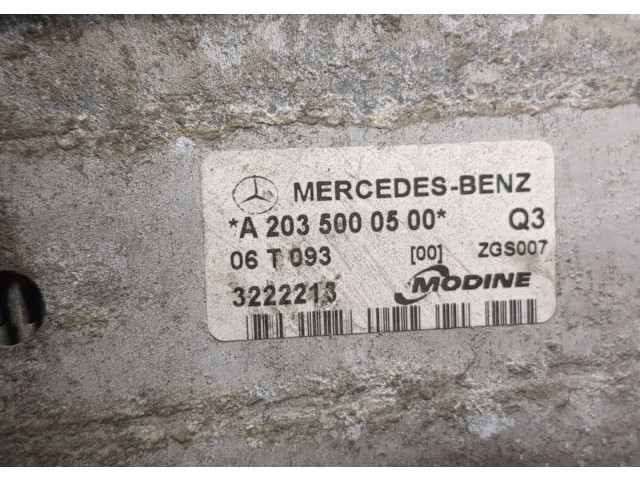 MERCEDES-BENZ
*A 203 500 05 00* Q3
06 T 093 [00] ZGS007
3222213 MODINE